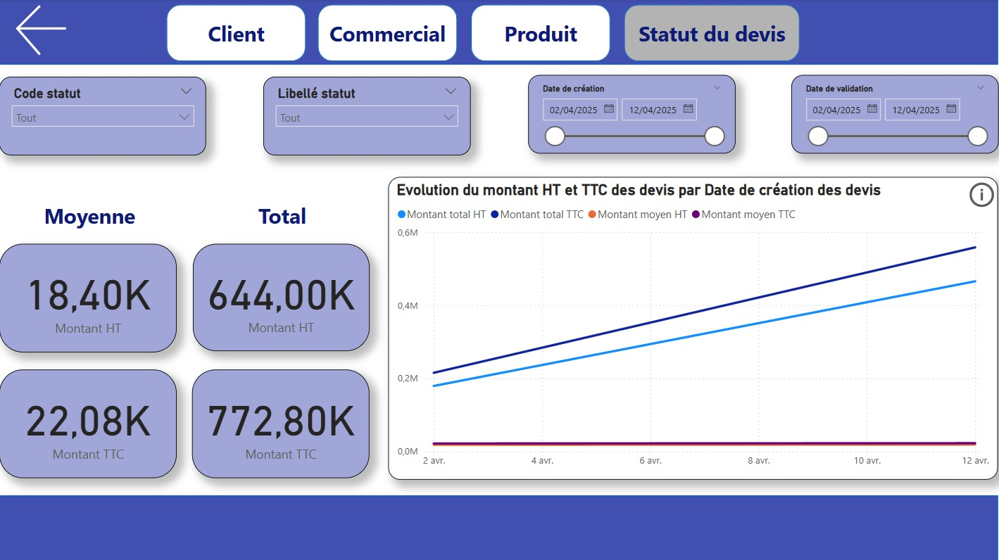 Client
Commercial
Produit
Statut du devis
Code statut
Tout
Libellé statut
Tout
Date de création
02/04/2025 12/04/2025
Date de validation
02/04/2025 12/04/2025
Moyenne
Total
18,40K
Montant HT
644,00K
Montant HT
22,08K
Montant TTC
772,80K
Montant TTC
Evolution du montant HT et TTC des devis par Date de création des devis
Montant total HT Montant total TTC Montant moyen HT Montant moyen TTC
0,6M
0,4M
0,2M
0,0M
2 avr. 4 avr. 6 avr. 8 avr. 10 avr. 12 avr.